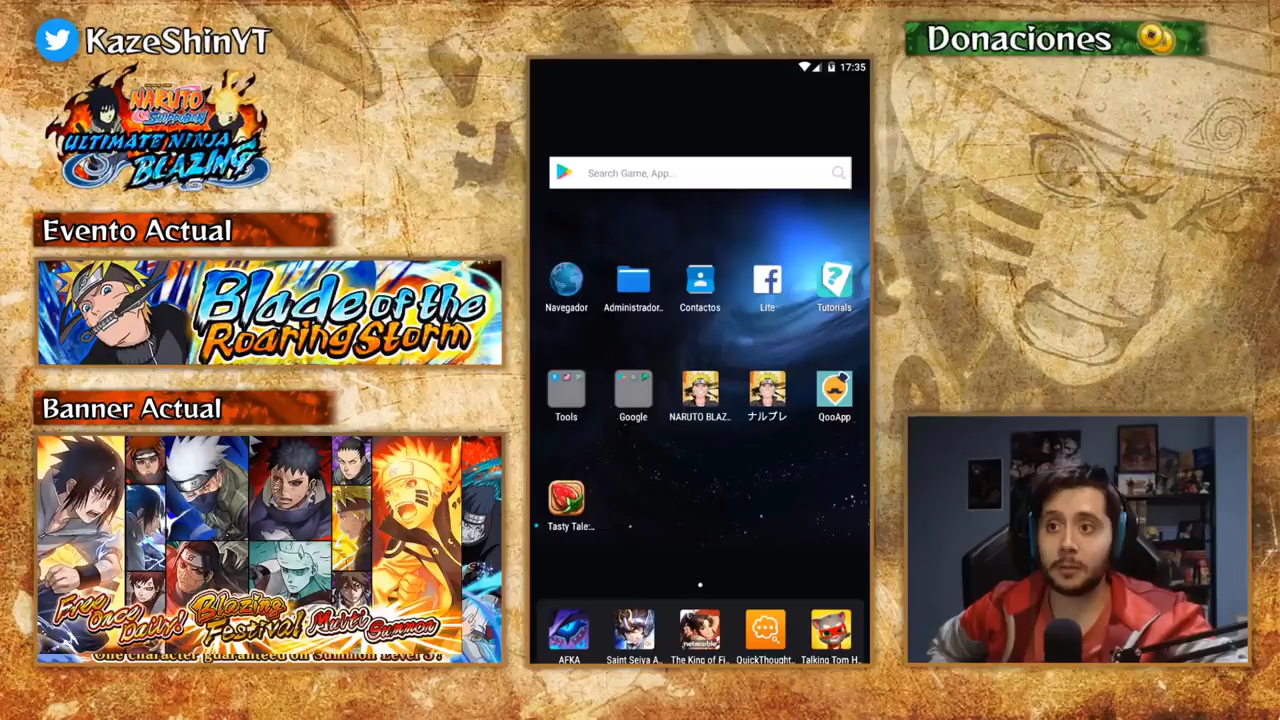 KazeShinYT
Donaciones
NARUTO
SHIPPUDEN
ULTIMATE NINJA
BLAZING
Evento Actual
Blade of the
Roaring Storm
Banner Actual
Free once Daily!
Blazing
Festival
Multi
Summon
One character guaranteed on Summon Level 3!
17:35
Search Game, App...
Navegador
Administrador..
Contactos
Lite
Tutorials
Tools
Google
NARUTO BLAZ..
ナルブレ
QooApp
Tasty Tale:..
AFKA
Saint Seiya A..
netmarble
The King of Fi..
QuickThought..
Talking Tom H..